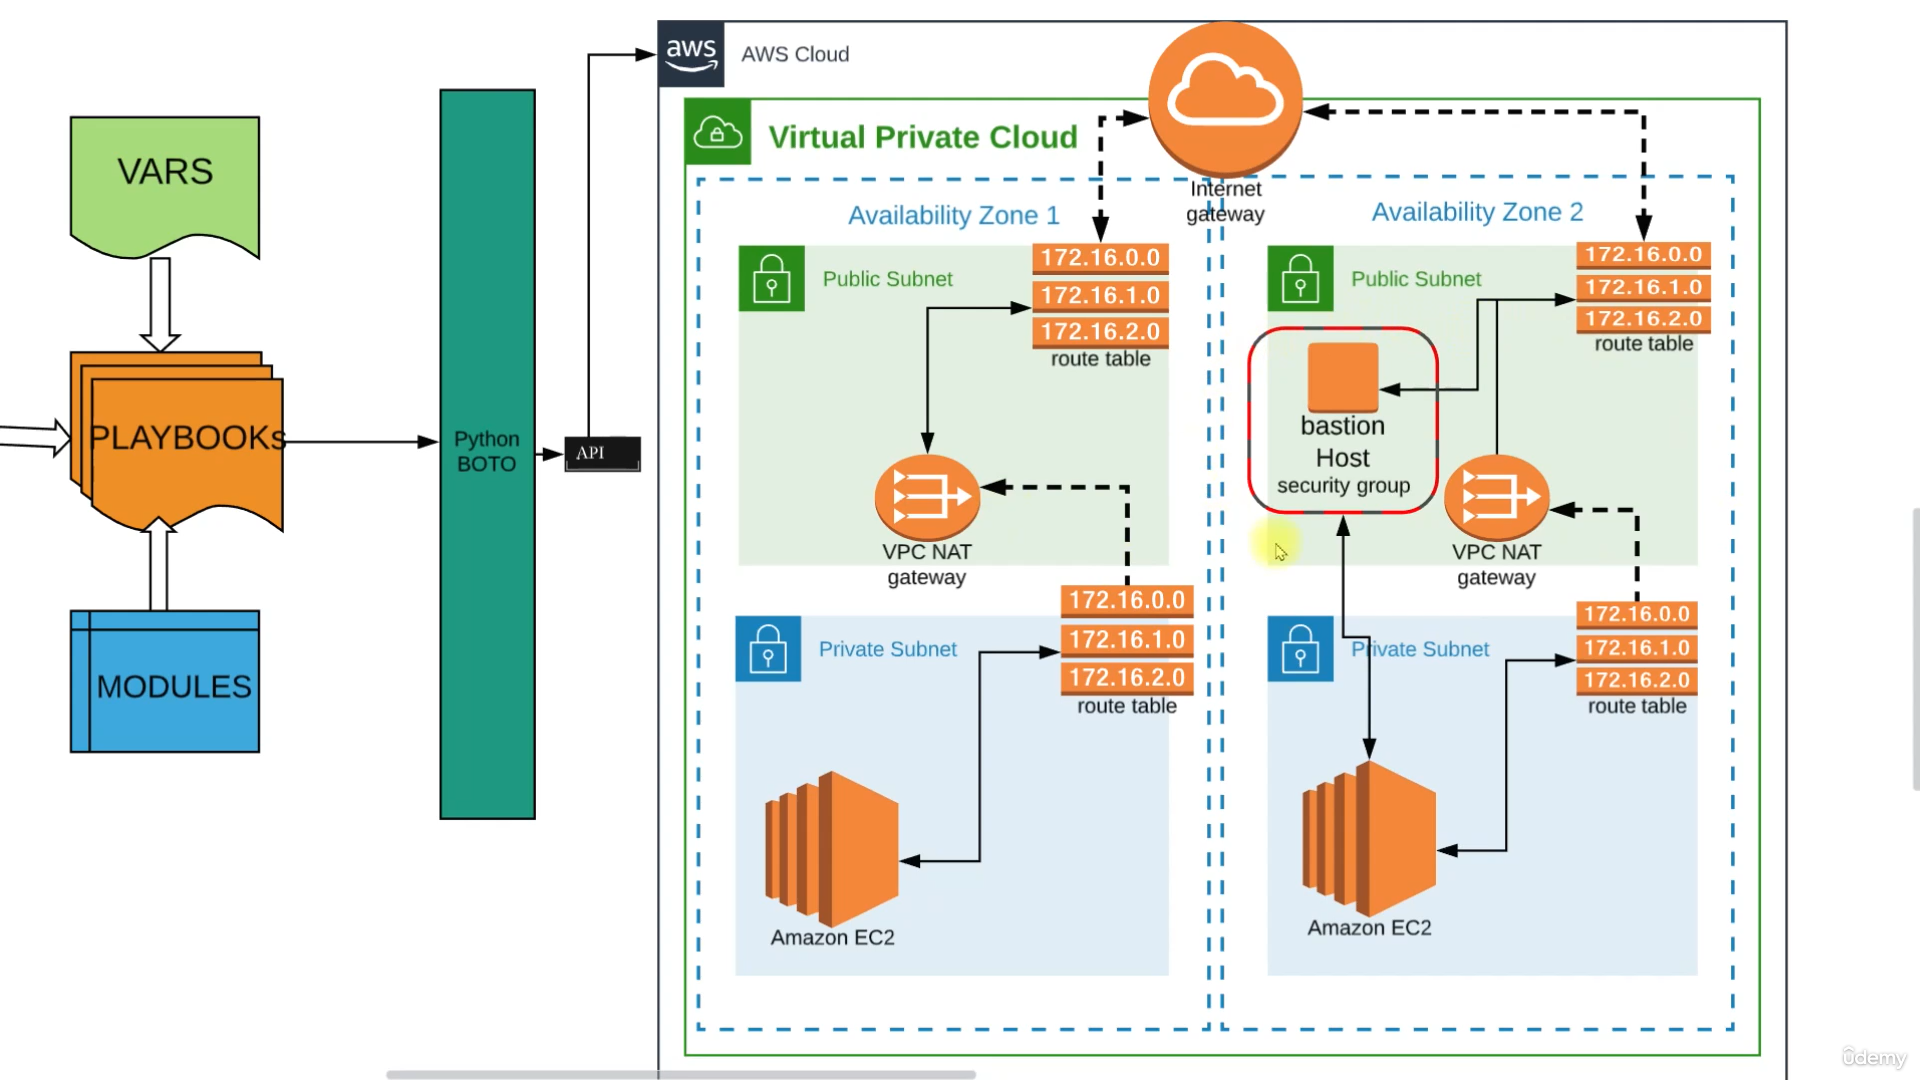 aws
AWS Cloud
Virtual Private Cloud
Internet
gateway
VARS
PLAYBOOKs
MODULES
Python
BOTO
API
Availability Zone 1
Public Subnet
172.16.0.0
172.16.1.0
172.16.2.0
route table
VPC NAT
gateway
Private Subnet
172.16.0.0
172.16.1.0
172.16.2.0
route table
Amazon EC2
Availability Zone 2
Public Subnet
172.16.0.0
172.16.1.0
172.16.2.0
route table
bastion
Host
security group
VPC NAT
gateway
Private Subnet
172.16.0.0
172.16.1.0
172.16.2.0
route table
Amazon EC2
ûdemy